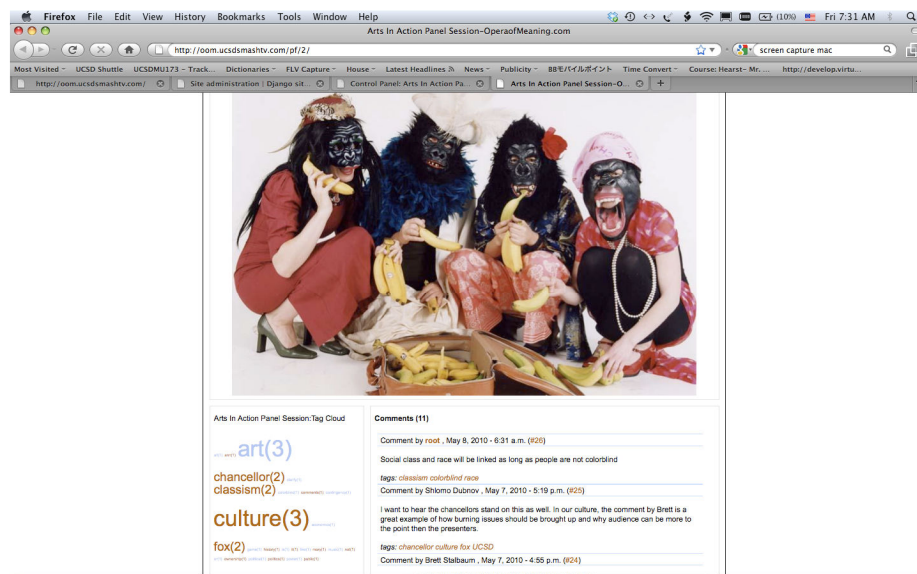 Firefox File Edit View History Bookmarks Tools Window Help (10%) Fri 7:31 AM
Arts In Action Panel Session-OperaofMeaning.com
http://oom.ucsdsmashtv.com/pf/2/ screen capture mac
Most Visited UCSD Shuttle UCSDMU173 - Track... Dictionaries FLV Capture House Latest Headlines News Publicity BBモバイルポイント Time Convert Course: Hearst- Mr. ... http://develop.virtu...
http://oom.ucsdsmashtv.com/ Site administration | Django sit... Control Panel: Arts In Action Pa... Arts In Action Panel Session-O... +
Arts In Action Panel Session:Tag Cloud
art(3)
chancellor(2)
classism(2)
culture(3)
fox(2)
Comments (11)
Comment by root , May 8, 2010 - 6:31 a.m. (#26)
Social class and race will be linked as long as people are not colorblind
tags: classism colorblind race
Comment by Shlomo Dubnov , May 7, 2010 - 5:19 p.m. (#25)
I want to hear the chancellors stand on this as well. In our culture, the comment by Brett is a
great example of how burning issues should be brought up and why audience can be more to
the point then the presenters.
tags: chancellor culture fox UCSD
Comment by Brett Stalbaum , May 7, 2010 - 4:55 p.m. (#24)